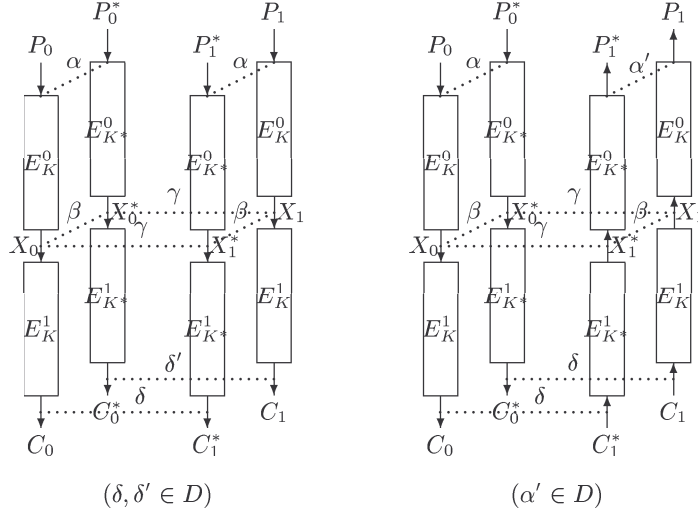 P_0^* P_1 P_0^* P_1
P_0 P_1^* P_0 P_1^*
α α α α'
E_K^0 E_{K*}^0 E_{K*}^0 E_K^0 E_K^0 E_{K*}^0 E_{K*}^0 E_K^0
γ γ
β X_0^* β X_1 β X_0^* β X_1
γ γ
X_0 X_1^* X_0 X_1^*
E_K^1 E_{K*}^1 E_{K*}^1 E_K^1 E_K^1 E_{K*}^1 E_{K*}^1 E_K^1
δ' δ
C_0^* δ C_1 C_0^* δ C_1
C_0 C_1^* C_0 C_1^*
(δ, δ' ∈ D) (α' ∈ D)